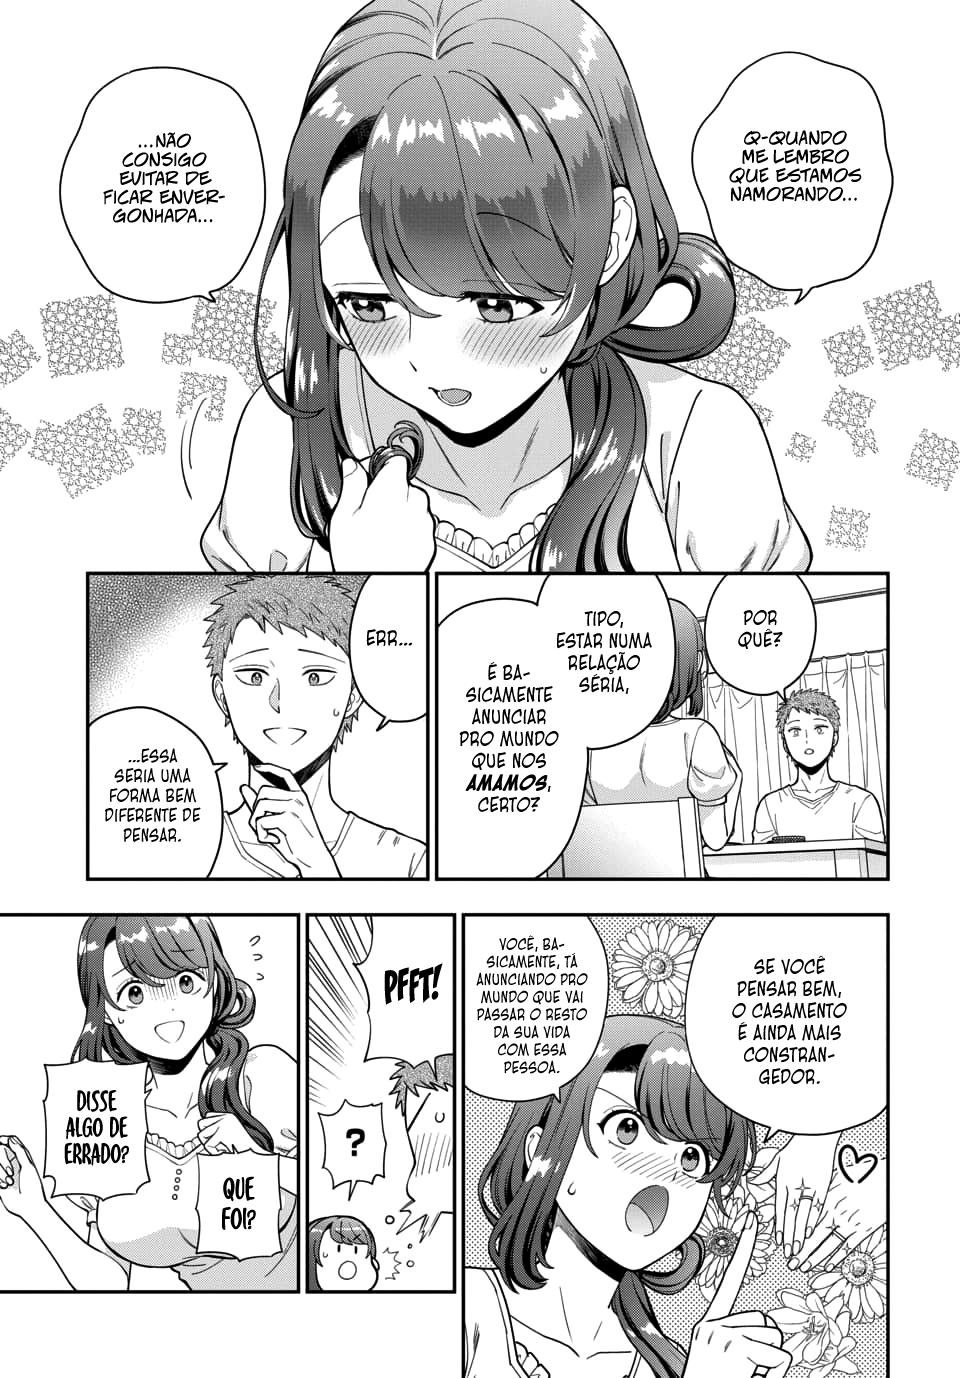 Q-QUANDO
ME LEMBRO
QUE ESTAMOS
NAMORANDO...
...NÃO
CONSIGO
EVITAR DE
FICAR ENVER-
GONHADA...
POR
QUÊ?
TIPO,
ESTAR NUMA
RELAÇÃO
SÉRIA,
É BA-
SICAMENTE
ANUNCIAR
PRO MUNDO
QUE NOS
AMAMOS,
CERTO?
ERR...
...ESSA
SERIA UMA
FORMA BEM
DIFERENTE DE
PENSAR.
SE VOCÊ
PENSAR BEM,
O CASAMENTO
É AINDA MAIS
CONSTRAN-
GEDOR.
VOCÊ, BA-
SICAMENTE, TÁ
ANUNCIANDO PRO
MUNDO QUE VAI
PASSAR O RESTO
DA SUA VIDA
COM ESSA
PESSOA.
PFFT!
?
QUE
FOI?
DISSE
ALGO DE
ERRADO?